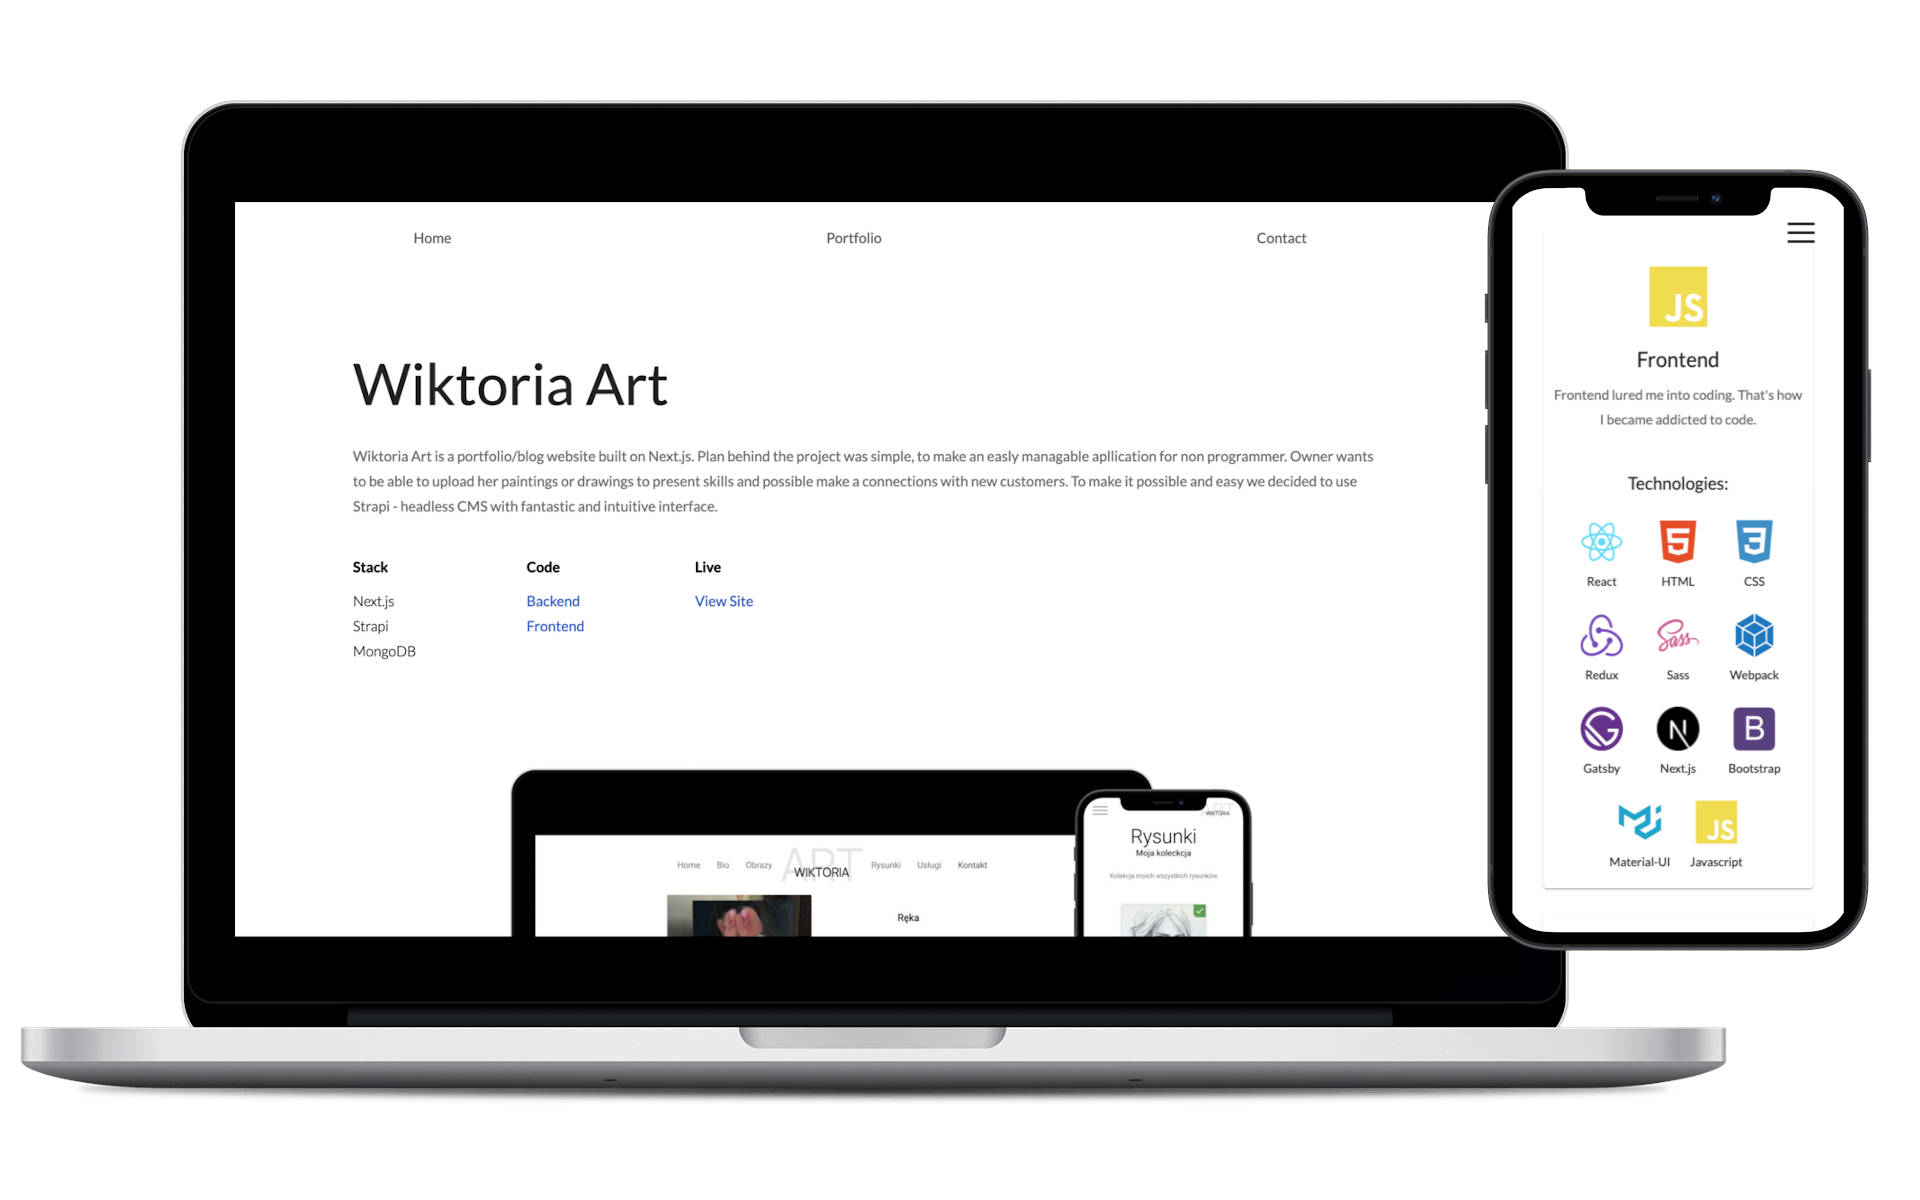 Home Portfolio Contact
Wiktoria Art
Wiktoria Art is a portfolio/blog website built on Next.js. Plan behind the project was simple, to make an easly managable apllication for non programmer. Owner wants
to be able to upload her paintings or drawings to present skills and possible make a connections with new customers. To make it possible and easy we decided to use
Strapi - headless CMS with fantastic and intuitive interface.
Stack
Next.js
Strapi
MongoDB
Code
Backend
Frontend
Live
View Site
Home Bio Obrazy ART WIKTORIA Rysunki Usługi Kontakt
Ręka
ART
WIKTORIA
Rysunki
Moja koleckcja
Kolekcja moich wszystkich rysunków
JS
Frontend
Frontend lured me into coding. That's how
I became addicted to code.
Technologies:
React HTML CSS
Redux Sass Webpack
Gatsby Next.js Bootstrap
JS
Material-UI Javascript